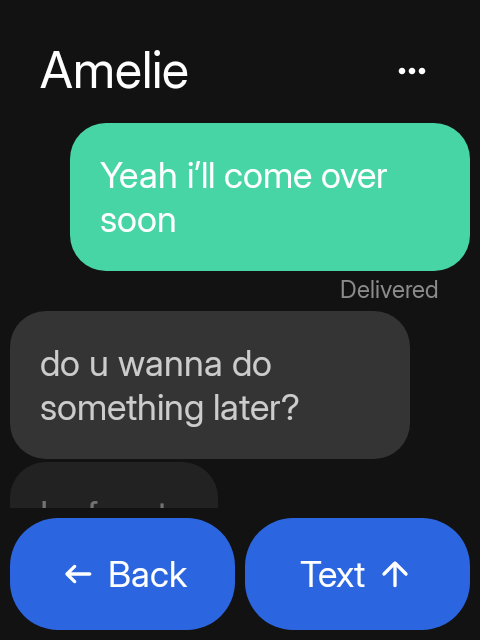 Amelie
Yeah i’ll come over
soon
Delivered
do u wanna do
something later?
← Back
Text ↑